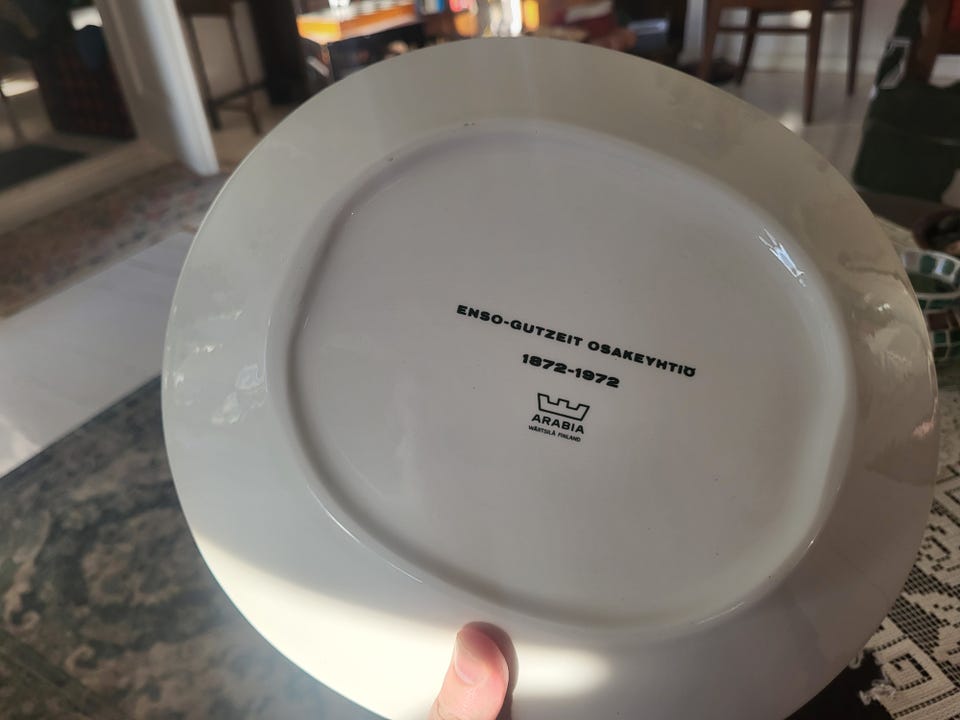 ENSO-GUTZEIT OSAKEYHTIÖ
1872-1972
ARABIA
WÄRTSILÄ FINLAND